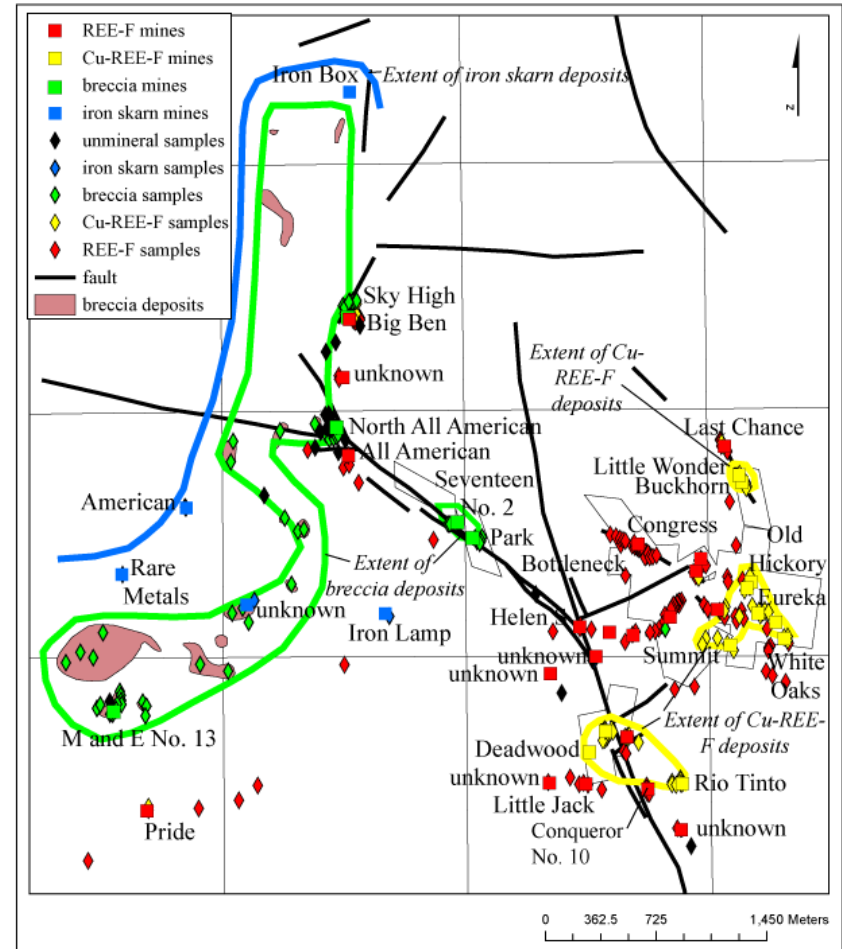 REE-F mines
Cu-REE-F mines
breccia mines
iron skarn mines
unmineral samples
iron skarn samples
breccia samples
Cu-REE-F samples
REE-F samples
fault
breccia deposits
Iron Box
Extent of iron skarn deposits
N
Sky High
Big Ben
unknown
Extent of Cu-
REE-F
deposits
North All American
All American
Last Chance
Little Wonder
Buckhorn
Seventeen
No. 2
American
Congress
Old
Park
Bottleneck
Hickory
Extent of
breccia deposits
Rare
Metals
unknown
Iron Lamp
Eureka
Helen S
unknown
Summit
White
Oaks
unknown
M and E No. 13
Extent of Cu-REE-
F deposits
Deadwood
unknown
Rio Tinto
Little Jack
Pride
Conqueror
No. 10
unknown
0 362.5 725 1,450 Meters